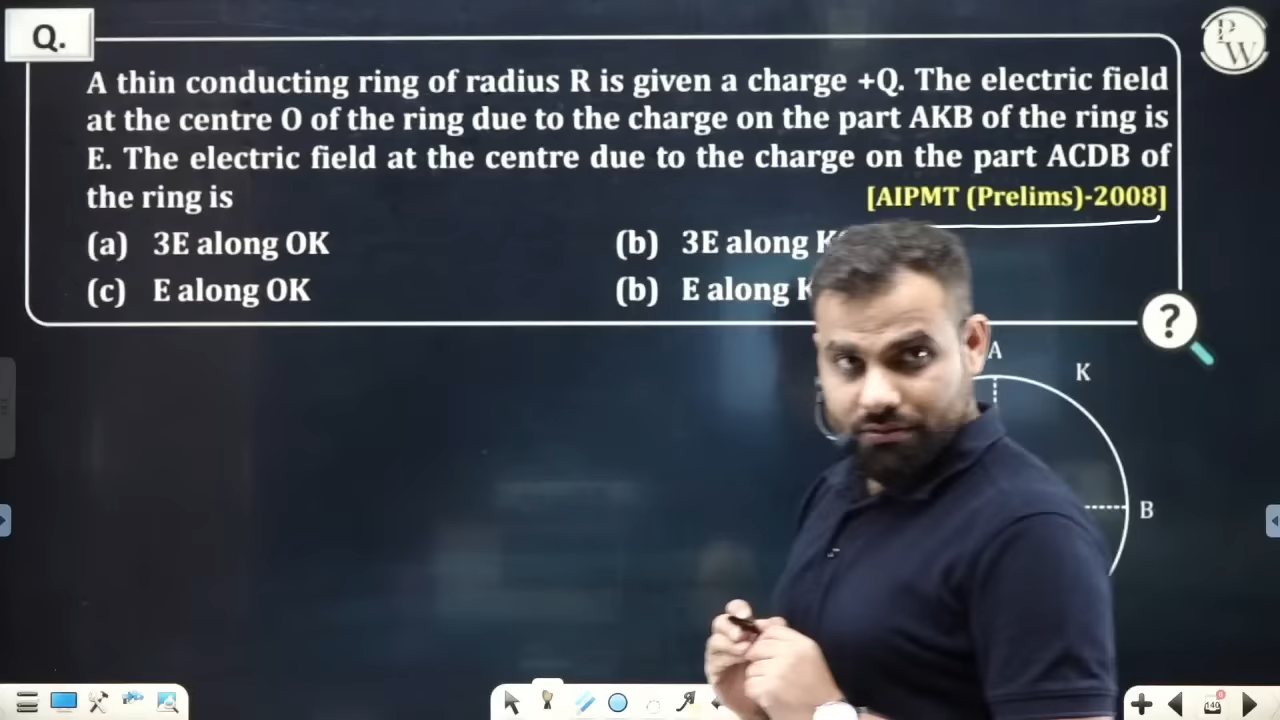 Q.
P
W
A thin conducting ring of radius R is given a charge +Q. The electric field
at the centre O of the ring due to the charge on the part AKB of the ring is
E. The electric field at the centre due to the charge on the part ACDB of
the ring is
[AIPMT (Prelims)-2008]
(a) 3E along OK
(b) 3E along
(c) E along OK
(b) E along
?
A
K
B